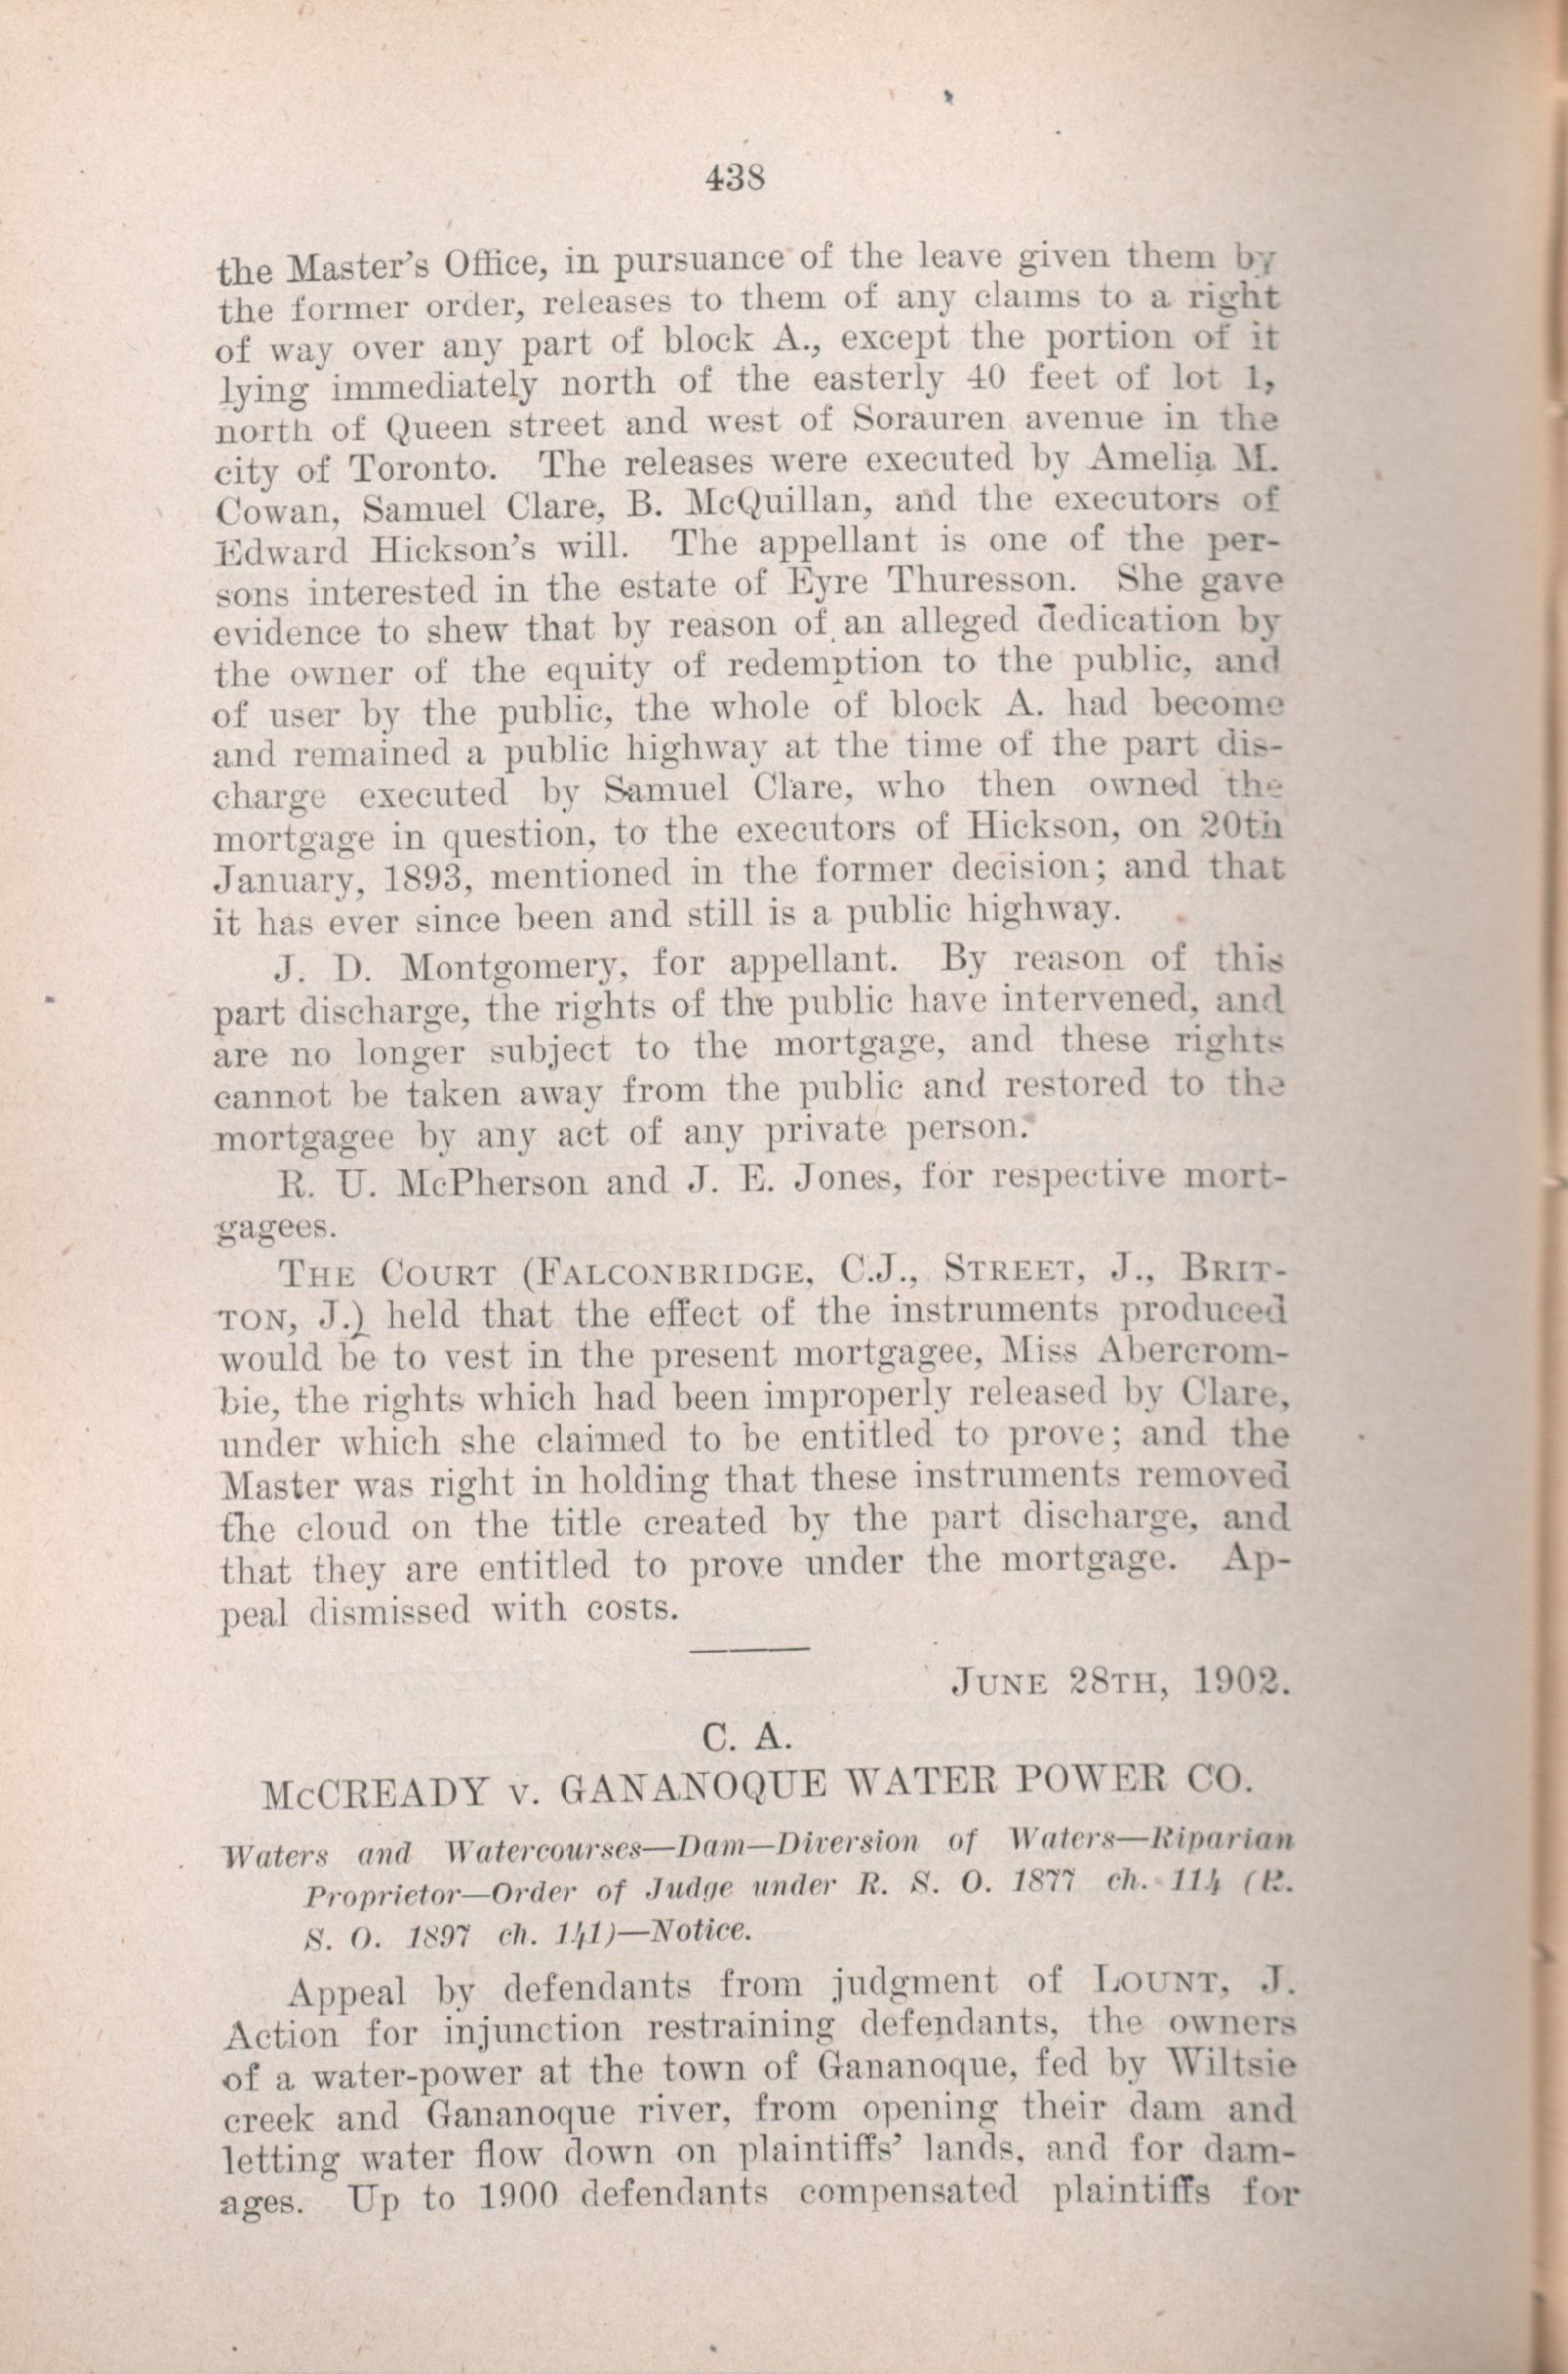 438
the Master's Office, in pursuance of the leave given them by
the former order, releases to them of any claims to a right
of way over any part of block A., except the portion of it
lying immediately north of the easterly 40 feet of lot 1,
north of Queen street and west of Sorauren avenue in the
city of Toronto. The releases were executed by Amelia M.
Cowan, Samuel Clare, B. McQuillan, and the executors of
Edward Hickson's will. The appellant is one of the per-
sons interested in the estate of Eyre Thuresson. She gave
evidence to shew that by reason of an alleged dedication by
the owner of the equity of redemption to the public, and
of user by the public, the whole of block A. had become
and remained a public highway at the time of the part dis-
charge executed by Samuel Clare, who then owned the
mortgage in question, to the executors of Hickson, on 20th
January, 1893, mentioned in the former decision; and that
it has ever since been and still is a public highway.
J. D. Montgomery, for appellant. By reason of this
part discharge, the rights of the public have intervened, and
are no longer subject to the mortgage, and these rights
cannot be taken away from the public and restored to the
mortgagee by any act of any private person.
R. U. McPherson and J. E. Jones, for respective mort-
gagees.
THE COURT (FALCONBRIDGE, C.J., STREET, J., BRIT-
TON, J.) held that the effect of the instruments produced
would be to vest in the present mortgagee, Miss Abercrom-
bie, the rights which had been improperly released by Clare,
under which she claimed to be entitled to prove; and the
Master was right in holding that these instruments removed
the cloud on the title created by the part discharge, and
that they are entitled to prove under the mortgage. Ap-
peal dismissed with costs.
JUNE 28TH, 1902.
C. A.
McCREADY v. GANANOQUE WATER POWER CO.
Waters and Watercourses—Dam—Diversion of Waters—Riparian
Proprietor—Order of Judge under R. S. O. 1877 ch. 114 (R.
S. O. 1897 ch. 141)—Notice.
Appeal by defendants from judgment of LOUNT, J.
Action for injunction restraining defendants, the owners
of a water-power at the town of Gananoque, fed by Wiltsie
creek and Gananoque river, from opening their dam and
letting water flow down on plaintiffs' lands, and for dam-
ages. Up to 1900 defendants compensated plaintiffs for